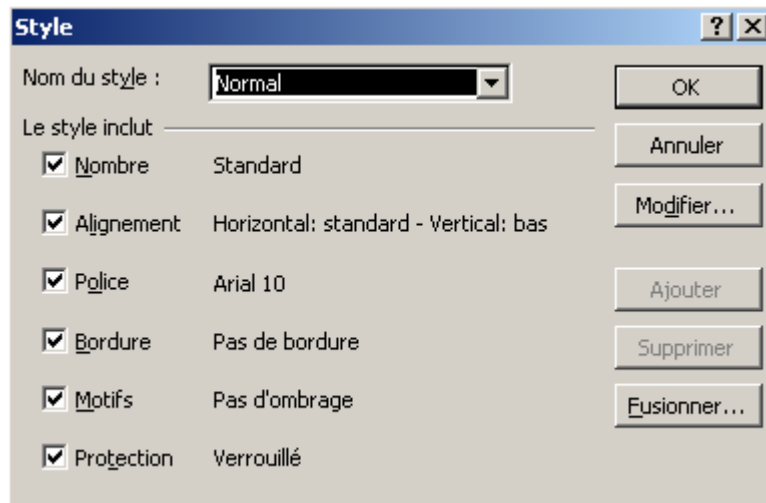 Style
Nom du style : Normal OK
Le style inclut Annuler
Nombre Standard
Modifier...
Alignement Horizontal: standard - Vertical: bas
Police Arial 10 Ajouter
Bordure Pas de bordure Supprimer
Motifs Pas d'ombrage Fusionner...
Protection Verrouillé